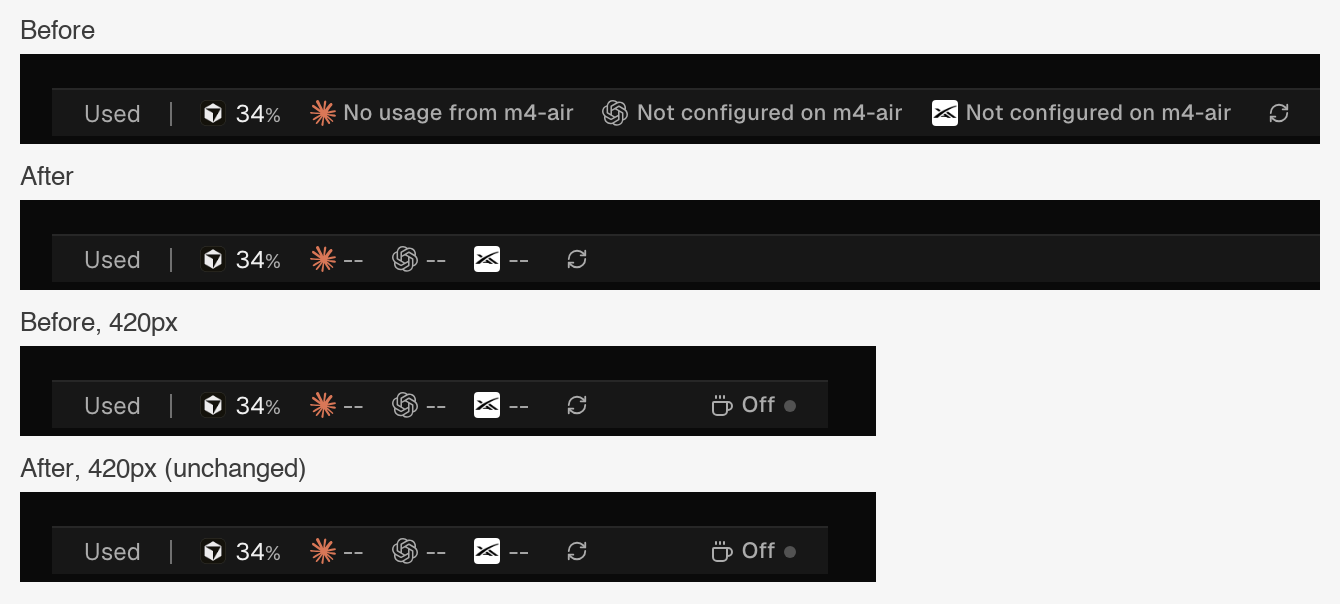 Before
Used | 34% No usage from m4-air Not configured on m4-air Not configured on m4-air
After
Used | 34% -- -- --
Before, 420px
Used | 34% -- -- -- Off
After, 420px (unchanged)
Used | 34% -- -- -- Off